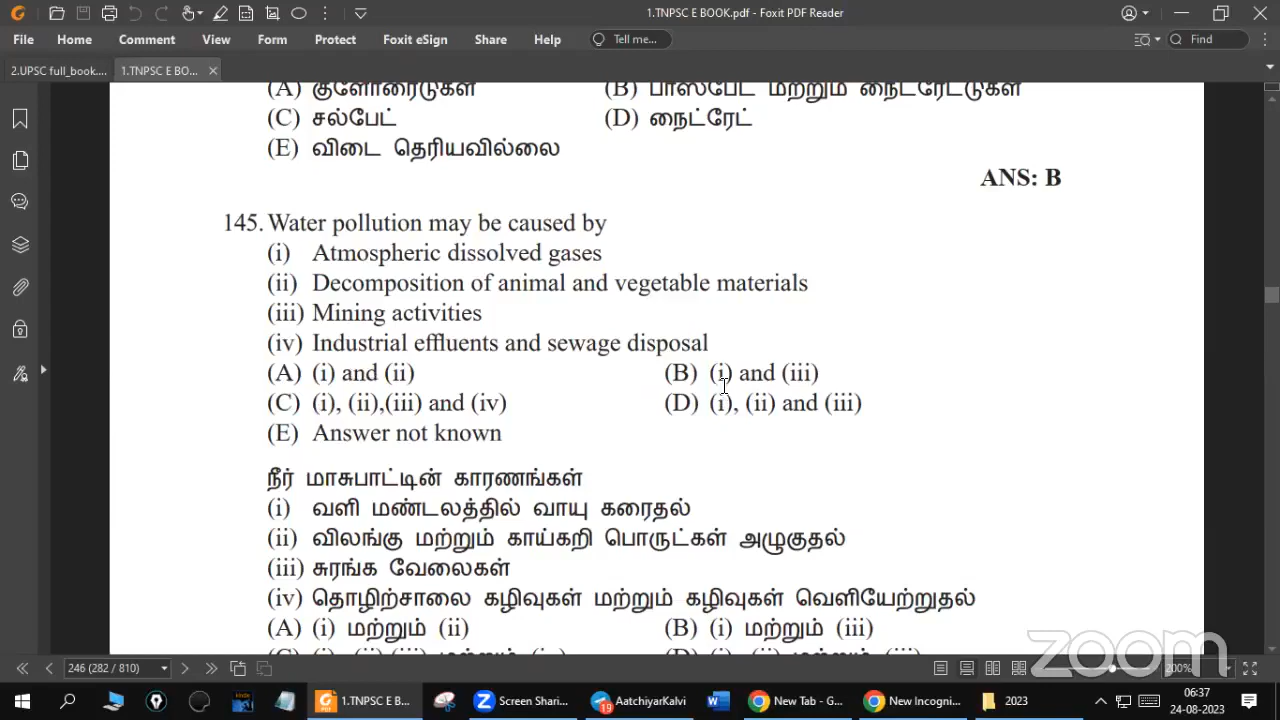 1.TNPSC E BOOK.pdf - Foxit PDF Reader
File Home Comment View Form Protect Foxit eSign Share Help Tell me... Find
2.UPSC full_book.... 1.TNPSC E BO...
(A) குளோரைடுகள் (B) பாஸ்பேட் மற்றும் நைட்ரேட்டுகள்
(C) சல்பேட் (D) நைட்ரேட்
(E) விடை தெரியவில்லை
ANS: B
145. Water pollution may be caused by
(i) Atmospheric dissolved gases
(ii) Decomposition of animal and vegetable materials
(iii) Mining activities
(iv) Industrial effluents and sewage disposal
(A) (i) and (ii) (B) (i) and (iii)
(C) (i), (ii),(iii) and (iv) (D) (i), (ii) and (iii)
(E) Answer not known
நீர் மாசுபாட்டின் காரணங்கள்
(i) வளி மண்டலத்தில் வாயு கரைதல்
(ii) விலங்கு மற்றும் காய்கறி பொருட்கள் அழுகுதல்
(iii) சுரங்க வேலைகள்
(iv) தொழிற்சாலை கழிவுகள் மற்றும் கழிவுகள் வெளியேற்றுதல்
(A) (i) மற்றும் (ii) (B) (i) மற்றும் (iii)
zoom
246 (282 / 810) 200%
1.TNPSC E BO... Screen Shari... 19 AatchiyarKalvi New Tab - G... New Incogni... 2023 06:37
24-08-2023